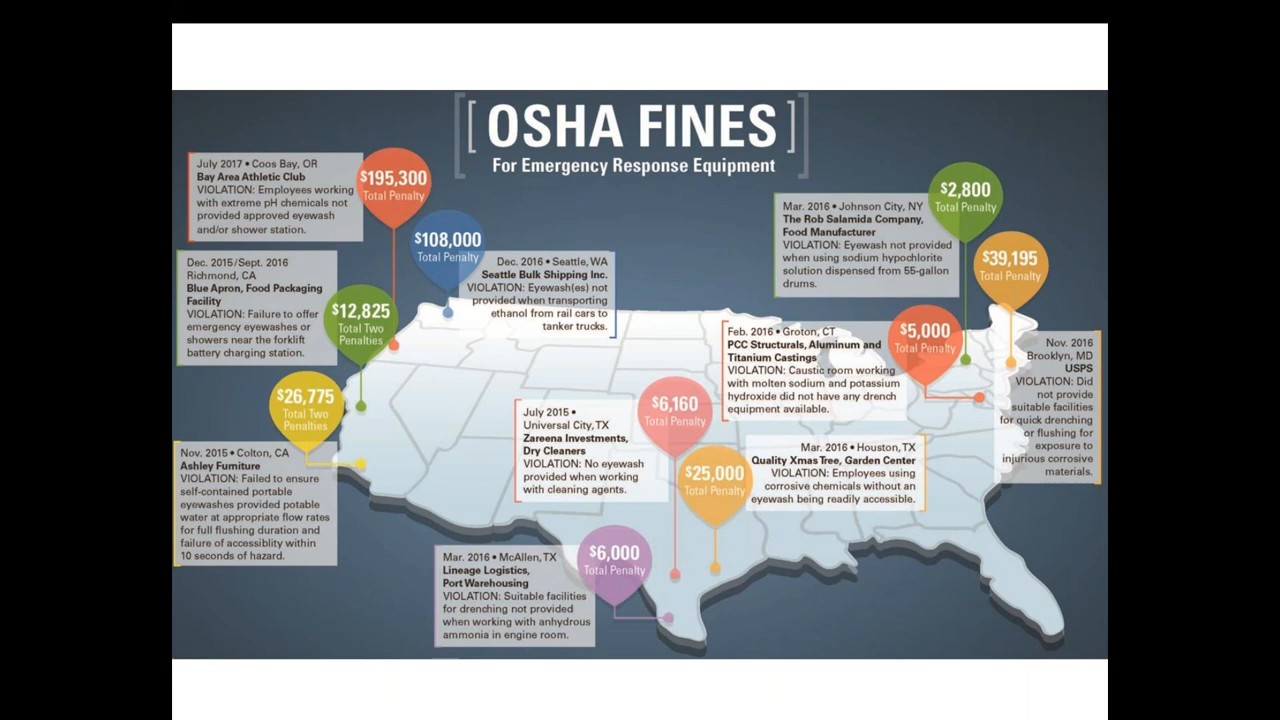 [ OSHA FINES ]
For Emergency Response Equipment
July 2017 • Coos Bay, OR
Bay Area Athletic Club
VIOLATION: Employees working
with extreme pH chemicals not
provided approved eyewash
and/or shower station.
$195,300
Total Penalty
$108,000
Total Penalty
Dec. 2016 • Seattle, WA
Seattle Bulk Shipping Inc.
VIOLATION: Eyewash(es) not
provided when transporting
ethanol from rail cars to
tanker trucks.
Dec. 2015/Sept. 2016
Richmond, CA
Blue Apron, Food Packaging
Facility
VIOLATION: Failure to offer
emergency eyewashes or
showers near the forklift
battery charging station.
$12,825
Total Two
Penalties
$26,775
Total Two
Penalties
Nov. 2015 • Colton, CA
Ashley Furniture
VIOLATION: Failed to ensure
self-contained portable
eyewashes provided potable
water at appropriate flow rates
for full flushing duration and
failure of accessiblity within
10 seconds of hazard.
Mar. 2016 • Johnson City, NY
The Rob Salamida Company,
Food Manufacturer
VIOLATION: Eyewash not provided
when using sodium hypochlorite
solution dispensed from 55-gallon
drums.
$2,800
Total Penalty
$39,195
Total Penalty
Feb. 2016 • Groton, CT
PCC Structurals, Aluminum and
Titanium Castings
VIOLATION: Caustic room working
with molten sodium and potassium
hydroxide did not have any drench
equipment available.
$5,000
Total Penalty
Nov. 2016
Brooklyn, MD
USPS
VIOLATION: Did
not provide
suitable facilities
for quick drenching
or flushing for
exposure to
injurious corrosive
materials.
July 2015 •
Universal City, TX
Zareena Investments,
Dry Cleaners
VIOLATION: No eyewash
provided when working
with cleaning agents.
$6,160
Total Penalty
$25,000
Total Penalty
Mar. 2016 • Houston, TX
Quality Xmas Tree, Garden Center
VIOLATION: Employees using
corrosive chemicals without an
eyewash being readily accessible.
Mar. 2016 • McAllen, TX
Lineage Logistics,
Port Warehousing
VIOLATION: Suitable facilities
for drenching not provided
when working with anhydrous
ammonia in engine room.
$6,000
Total Penalty